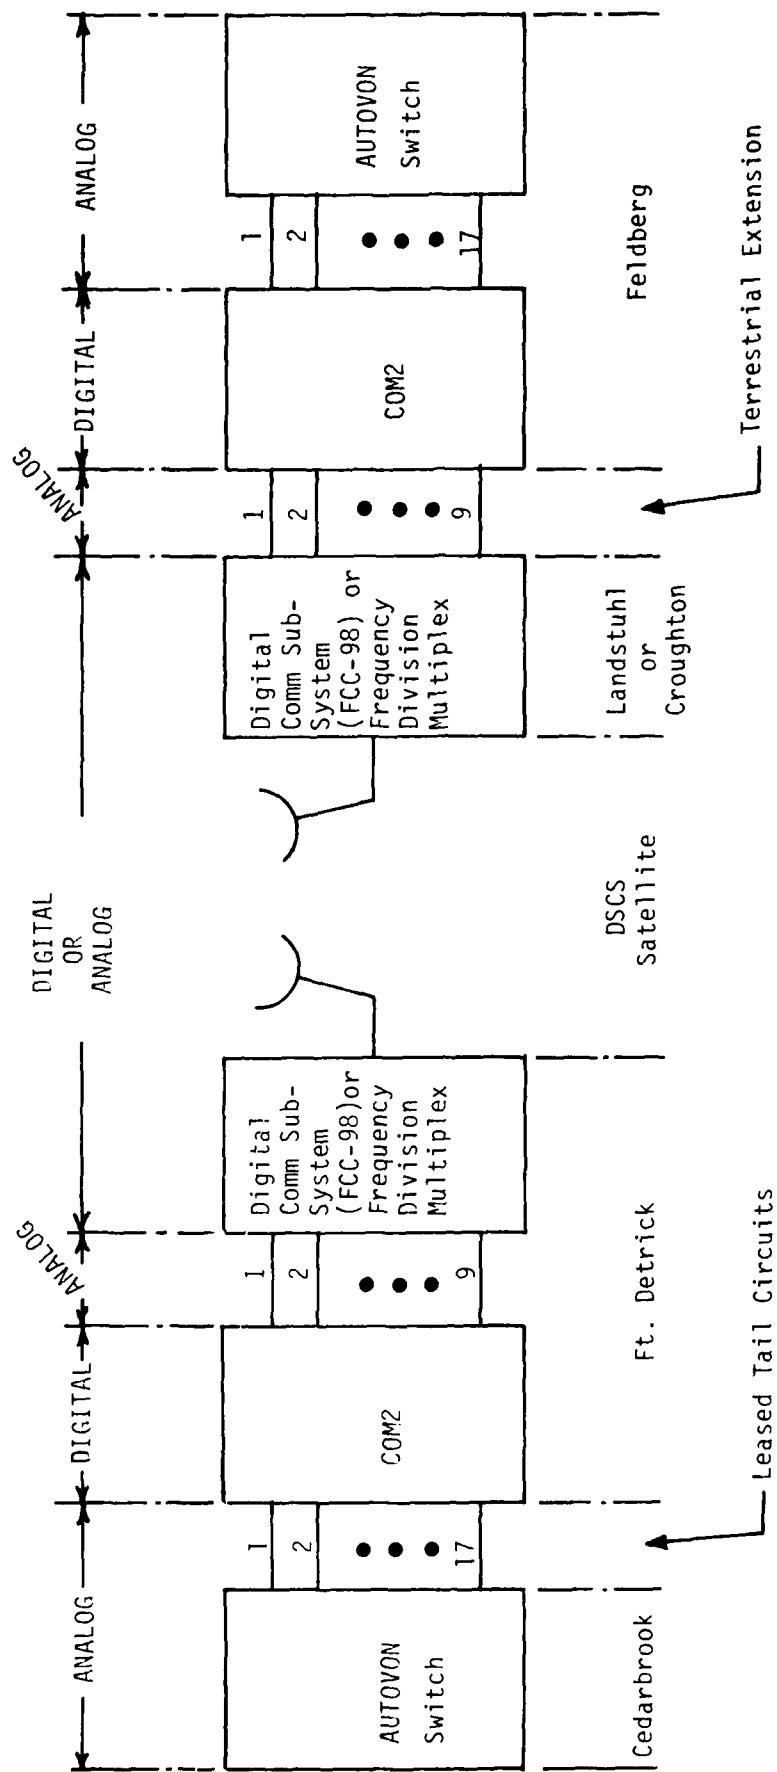 ANALOG
DIGITAL
ANALOG
DIGITAL
OR
ANALOG
ANALOG
DIGITAL
ANALOG
AUTOVON
Switch
1
2
17
COM2
1
2
9
Digital
Comm Sub-
System
(FCC-98)or
Frequency
Division
Multiplex
Digital
Comm Sub-
System
(FCC-98) or
Frequency
Division
Multiplex
1
2
9
COM2
1
2
17
AUTOVON
Switch
Cedarbrook
Ft. Detrick
DSCS
Satellite
Landstuhl
or
Croughton
Feldberg
Leased Tail Circuits
Terrestrial Extension